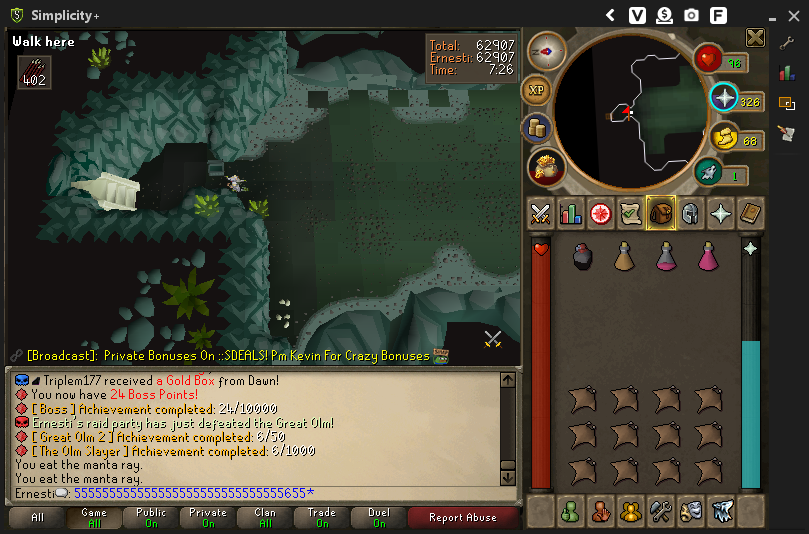 Simplicity+
V
F
Walk here
402
Total: 62907
Ernesti: 62907
Time: 7:26
N
XP
96
326
68
1
[Broadcast]: Private Bonuses On ::SDEALS! Pm Kevin For Crazy Bonuses
Triplem177 received a Gold Box from Dawn!
You now have 24 Boss Points!
[ Boss ] Achievement completed: 24/10000
Ernesti's raid party has just defeated the Great Olm!
[ Great Olm 2 ] Achievement completed: 6/50
[ The Olm Slayer ] Achievement completed: 6/1000
You eat the manta ray.
You eat the manta ray.
Ernesti: 5555555555555555555555555555555555655*
All
Game
All
Public
On
Private
On
Clan
All
Trade
On
Duel
On
Report Abuse